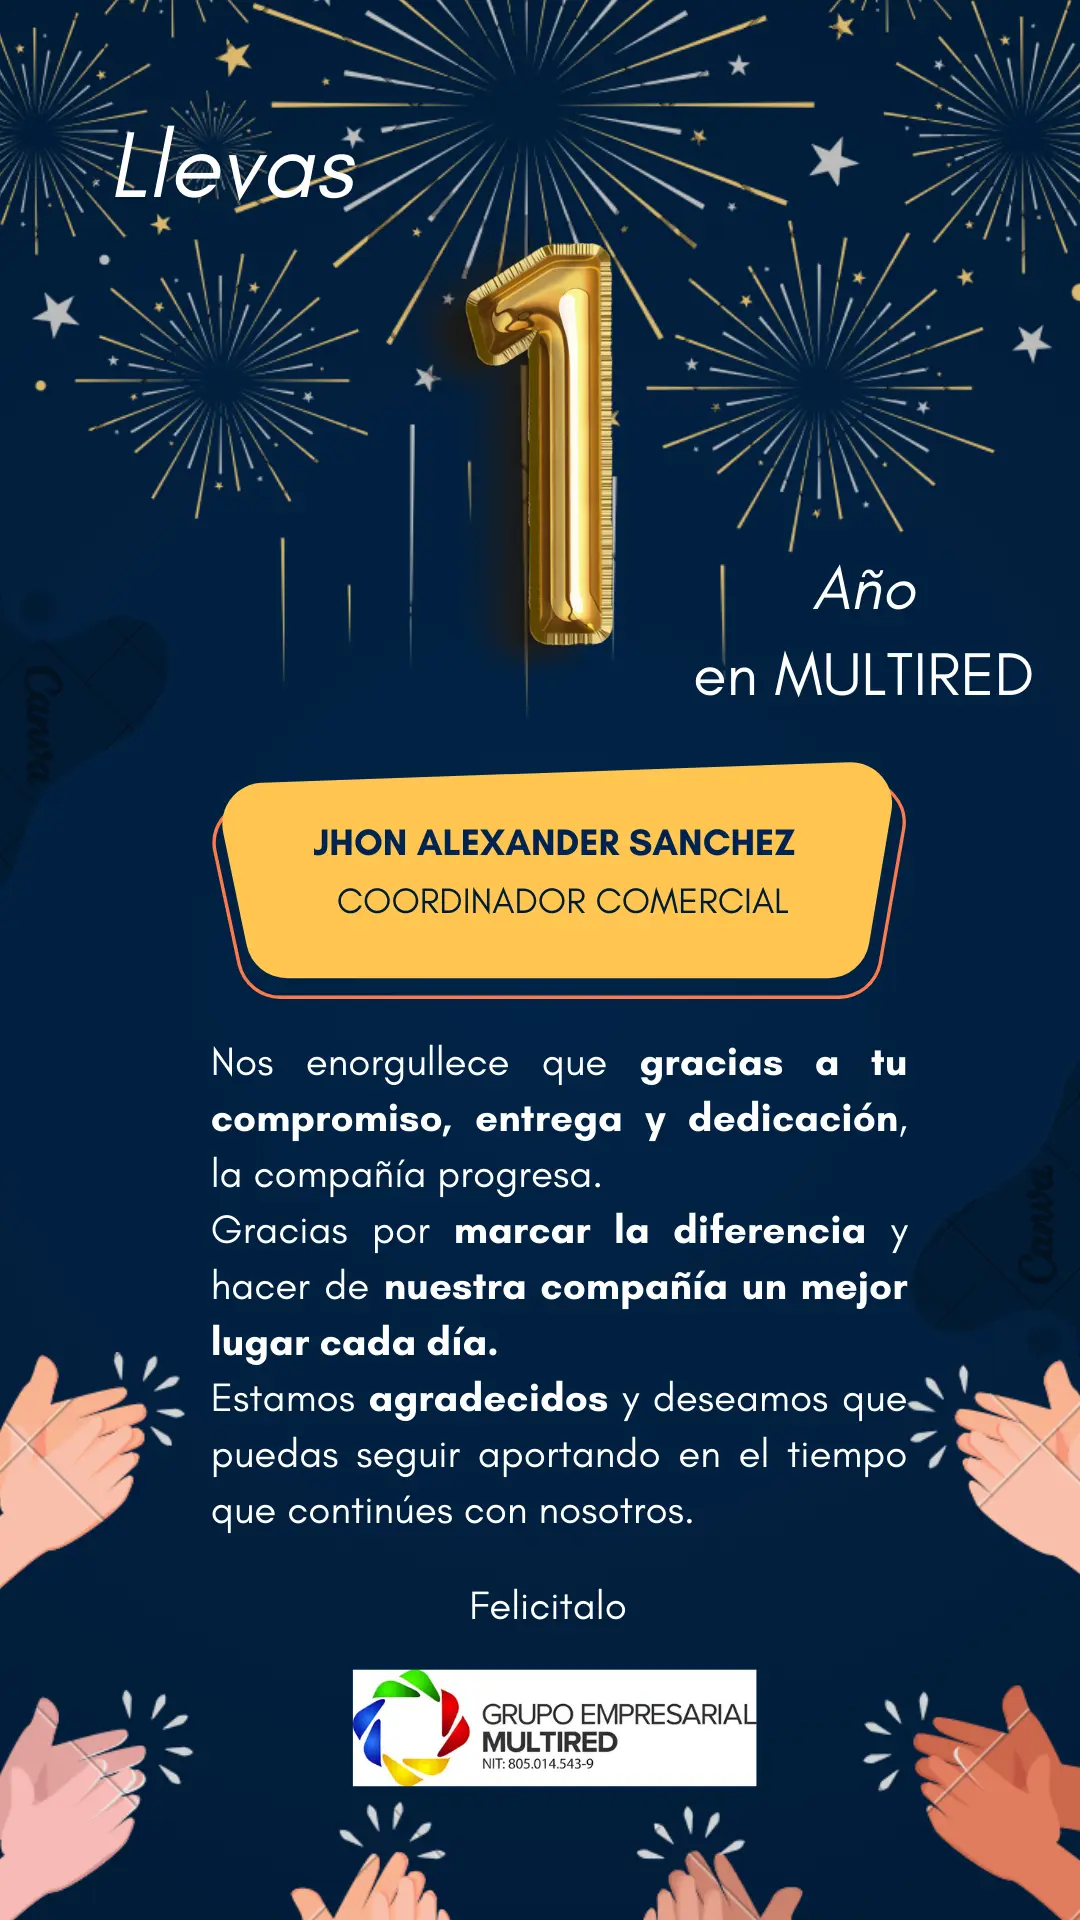 Llevas
1
Año
en MULTIRED
JHON ALEXANDER SANCHEZ
COORDINADOR COMERCIAL
Nos enorgullece que gracias a tu
compromiso, entrega y dedicación,
la compañía progresa.
Gracias por marcar la diferencia y
hacer de nuestra compañía un mejor
lugar cada día.
Estamos agradecidos y deseamos que
puedas seguir aportando en el tiempo
que continúes con nosotros.
Felicitalo
GRUPO EMPRESARIAL
MULTIRED
NIT: 805.014.543-9
Canva
Canva